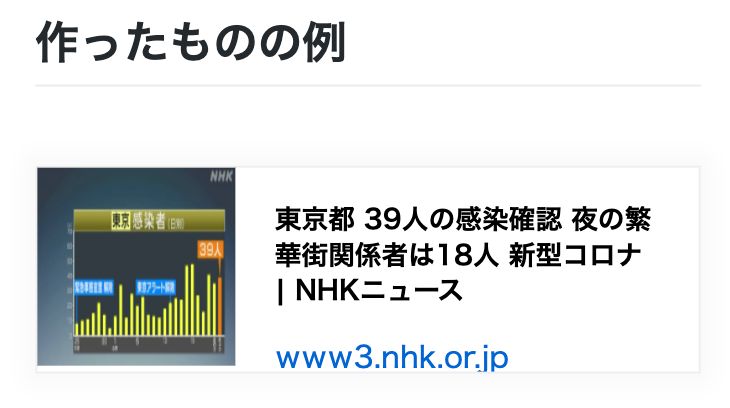 作ったものの例
NHK
東京 感染者(日別)
39人
緊急事態宣言 解除
東京アラート解除
東京都 39人の感染確認 夜の繁
華街関係者は18人 新型コロナ
| NHKニュース
www3.nhk.or.jp